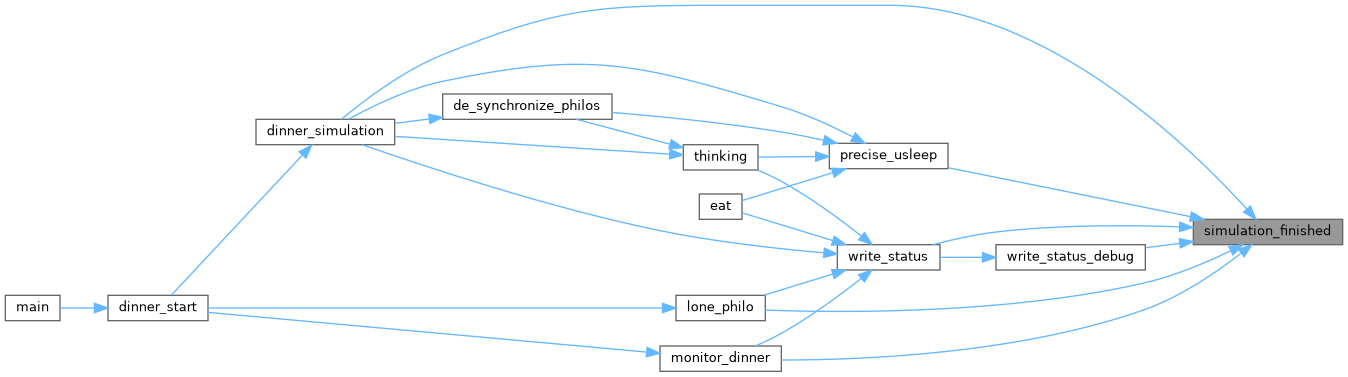 de_synchronize_philos
dinner_simulation
precise_usleep
thinking
eat
simulation_finished
write_status
write_status_debug
main
dinner_start
lone_philo
monitor_dinner